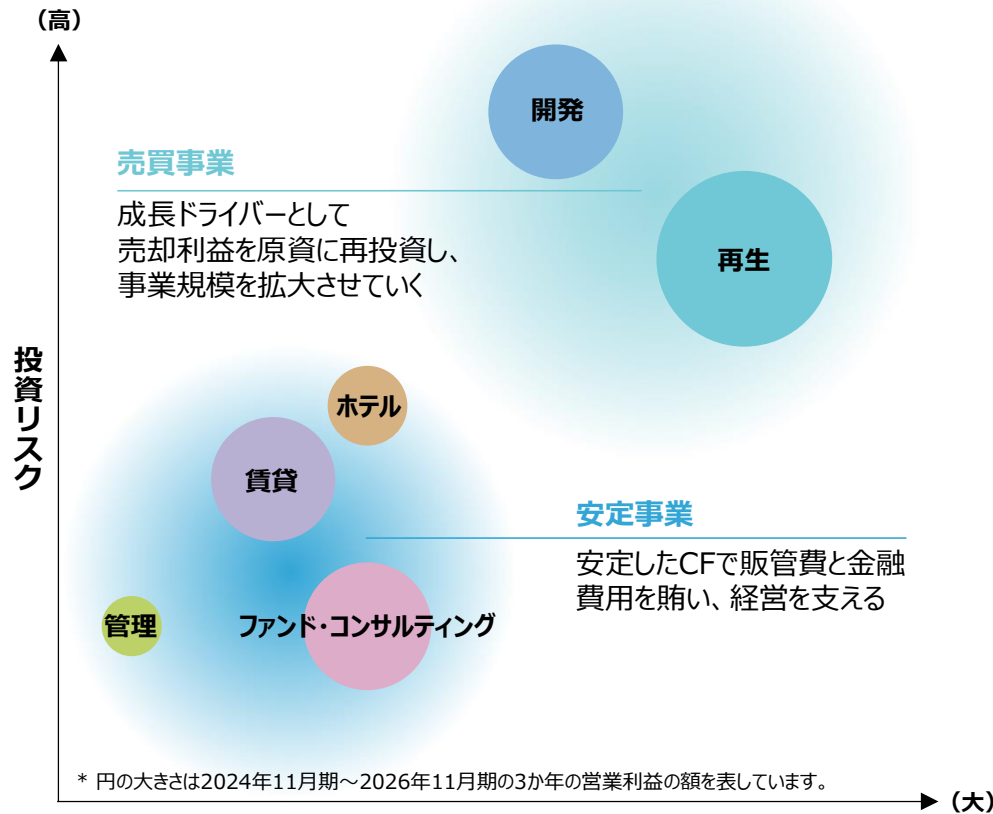 （高）
開発
売買事業
成長ドライバーとして
売却利益を原資に再投資し、
事業規模を拡大させていく
再生
投資リスク
ホテル
賃貸
安定事業
安定したCFで販管費と金融
費用を賄い、経営を支える
管理
ファンド・コンサルティング
* 円の大きさは2024年11月期～2026年11月期の3か年の営業利益の額を表しています。
（大）